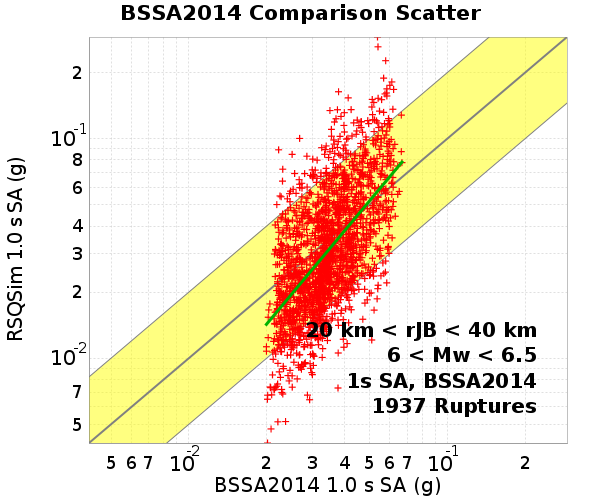 BSSA2014 Comparison Scatter
RSQSim 1.0 s SA (g)
2
10^-1
8
6
4
3
2
10^-2
7
5
20 km < rJB < 40 km
6 < Mw < 6.5
1s SA, BSSA2014
1937 Ruptures
5 6 7 10^-2 2 3 4 5 6 7 10^-1 2
BSSA2014 1.0 s SA (g)